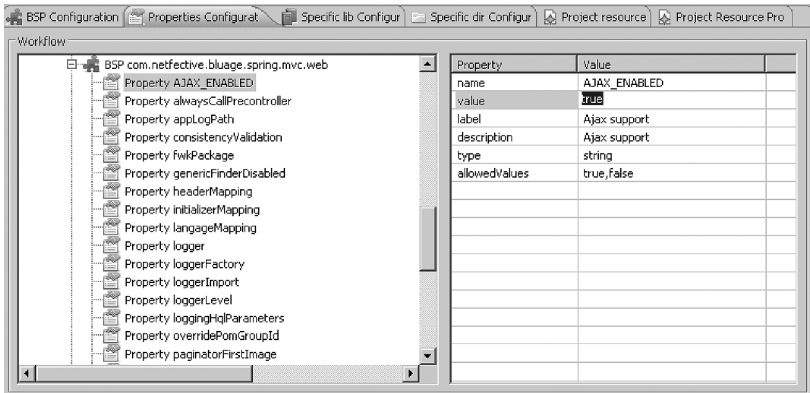 BSP Configuration Properties Configurat Specific lib Configur Specific dir Configur Project resource Project Resource Pro
Workflow
BSP com.netfective.bluage.spring.mvc.web
Property AJAX_ENABLED
Property alwaysCallPrecontroller
Property appLogPath
Property consistencyValidation
Property fwkPackage
Property genericFinderDisabled
Property headerMapping
Property initializerMapping
Property langageMapping
Property logger
Property loggerFactory
Property loggerImport
Property loggerLevel
Property loggingHqlParameters
Property overridePomGroupId
Property paginatorFirstImage
Property Value
name AJAX_ENABLED
value true
label Ajax support
description Ajax support
type string
allowedValues true,false